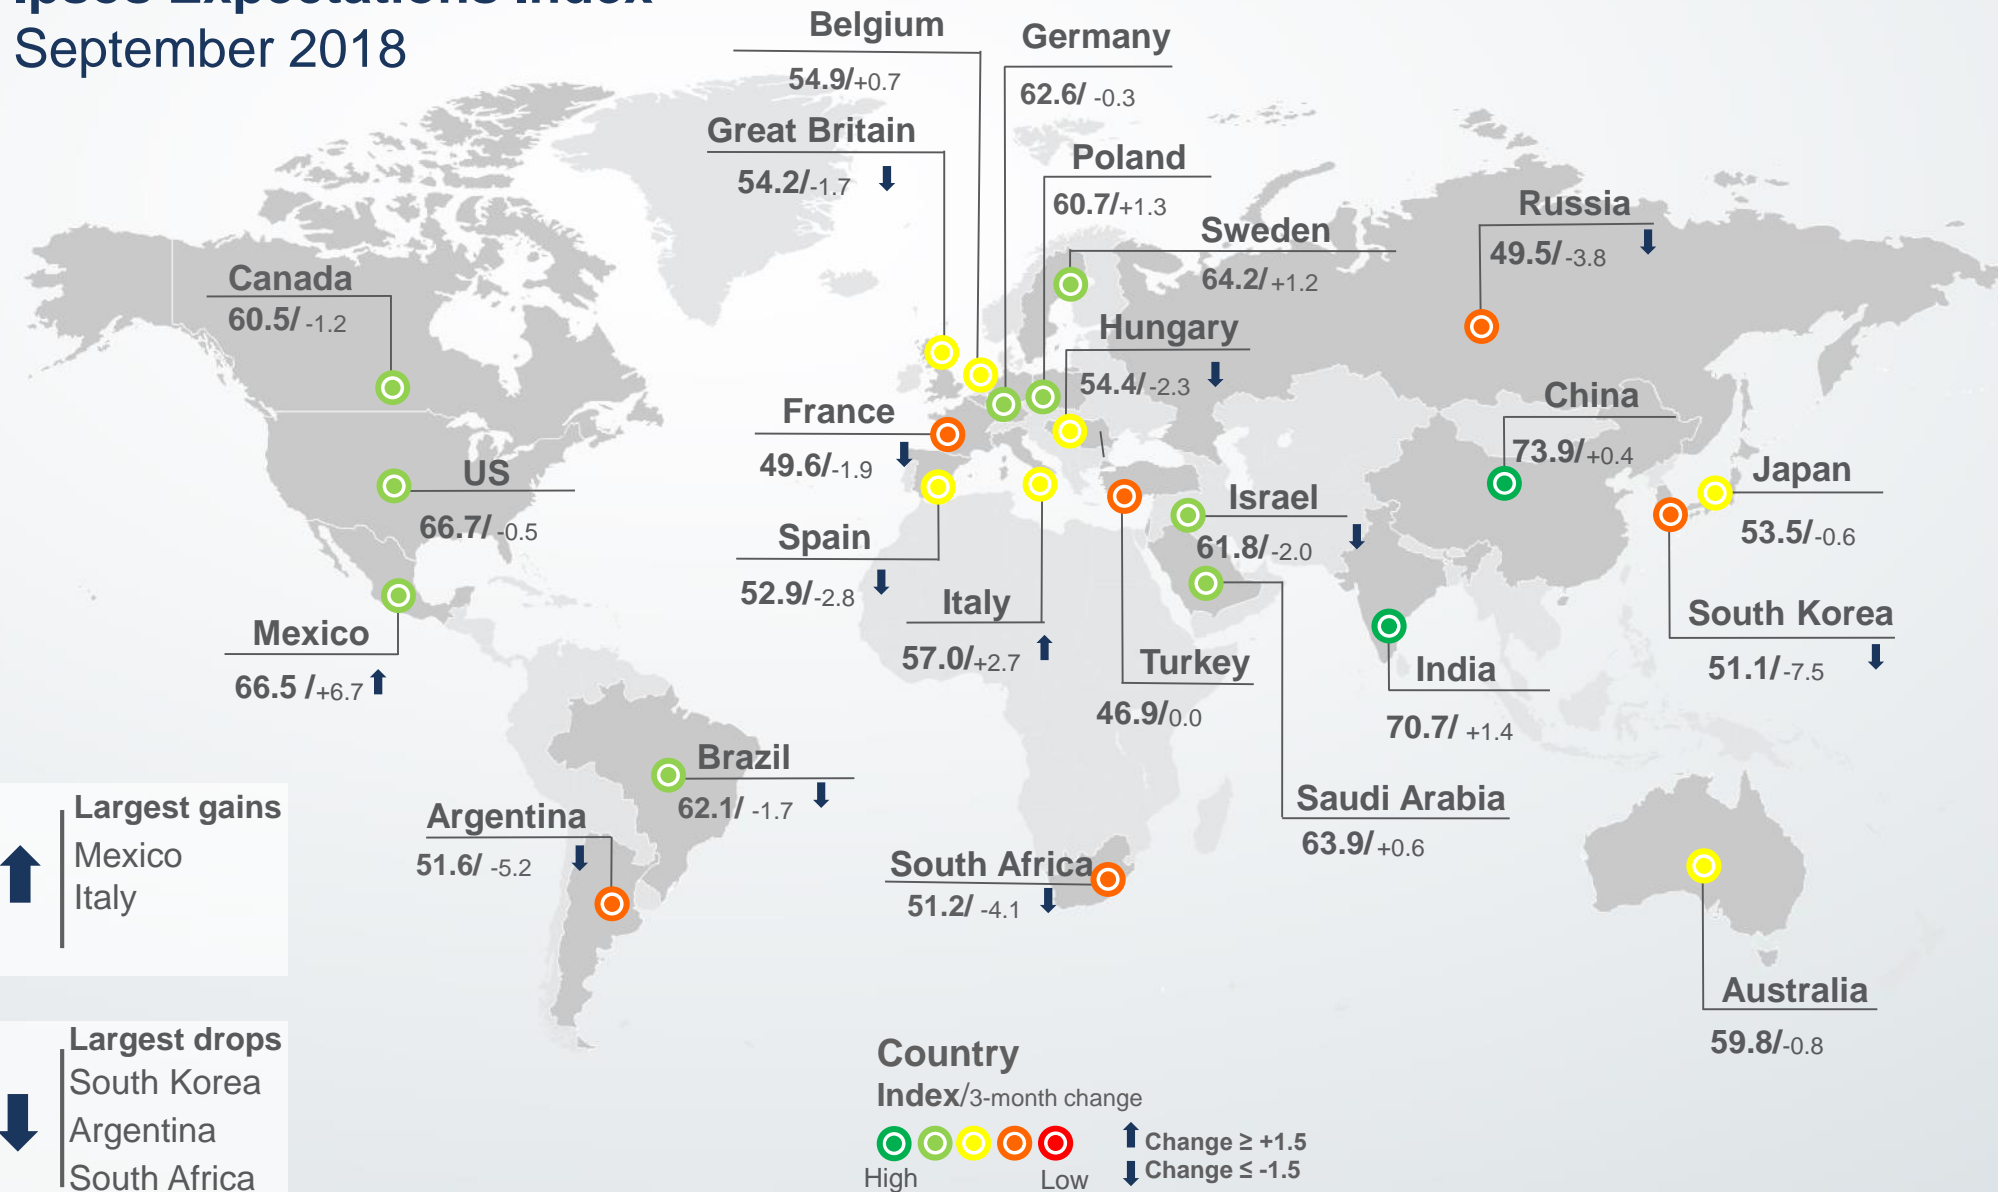 Ipsos Expectations Index
September 2018
Belgium
54.9/+0.7
Germany
62.6/ -0.3
Great Britain
54.2/-1.7
Poland
60.7/+1.3
Sweden
64.2/+1.2
Russia
49.5/ -3.8
Canada
60.5/ -1.2
Hungary
54.4/-2.3
France
49.6/-1.9
China
73.9/+0.4
US
66.7/ -0.5
Japan
53.5/-0.6
Israel
61.8/-2.0
Spain
52.9/-2.8
Italy
57.0/+2.7
Mexico
66.5 /+6.7
Turkey
46.9/0.0
India
70.7/ +1.4
South Korea
51.1/-7.5
Brazil
62.1/ -1.7
Argentina
51.6/ -5.2
Saudi Arabia
63.9/+0.6
South Africa
51.2/ -4.1
Australia
59.8/-0.8
Largest gains
Mexico
Italy
Largest drops
South Korea
Argentina
South Africa
Country
Index/3-month change
High
Low
Change ≥ +1.5
Change ≤ -1.5